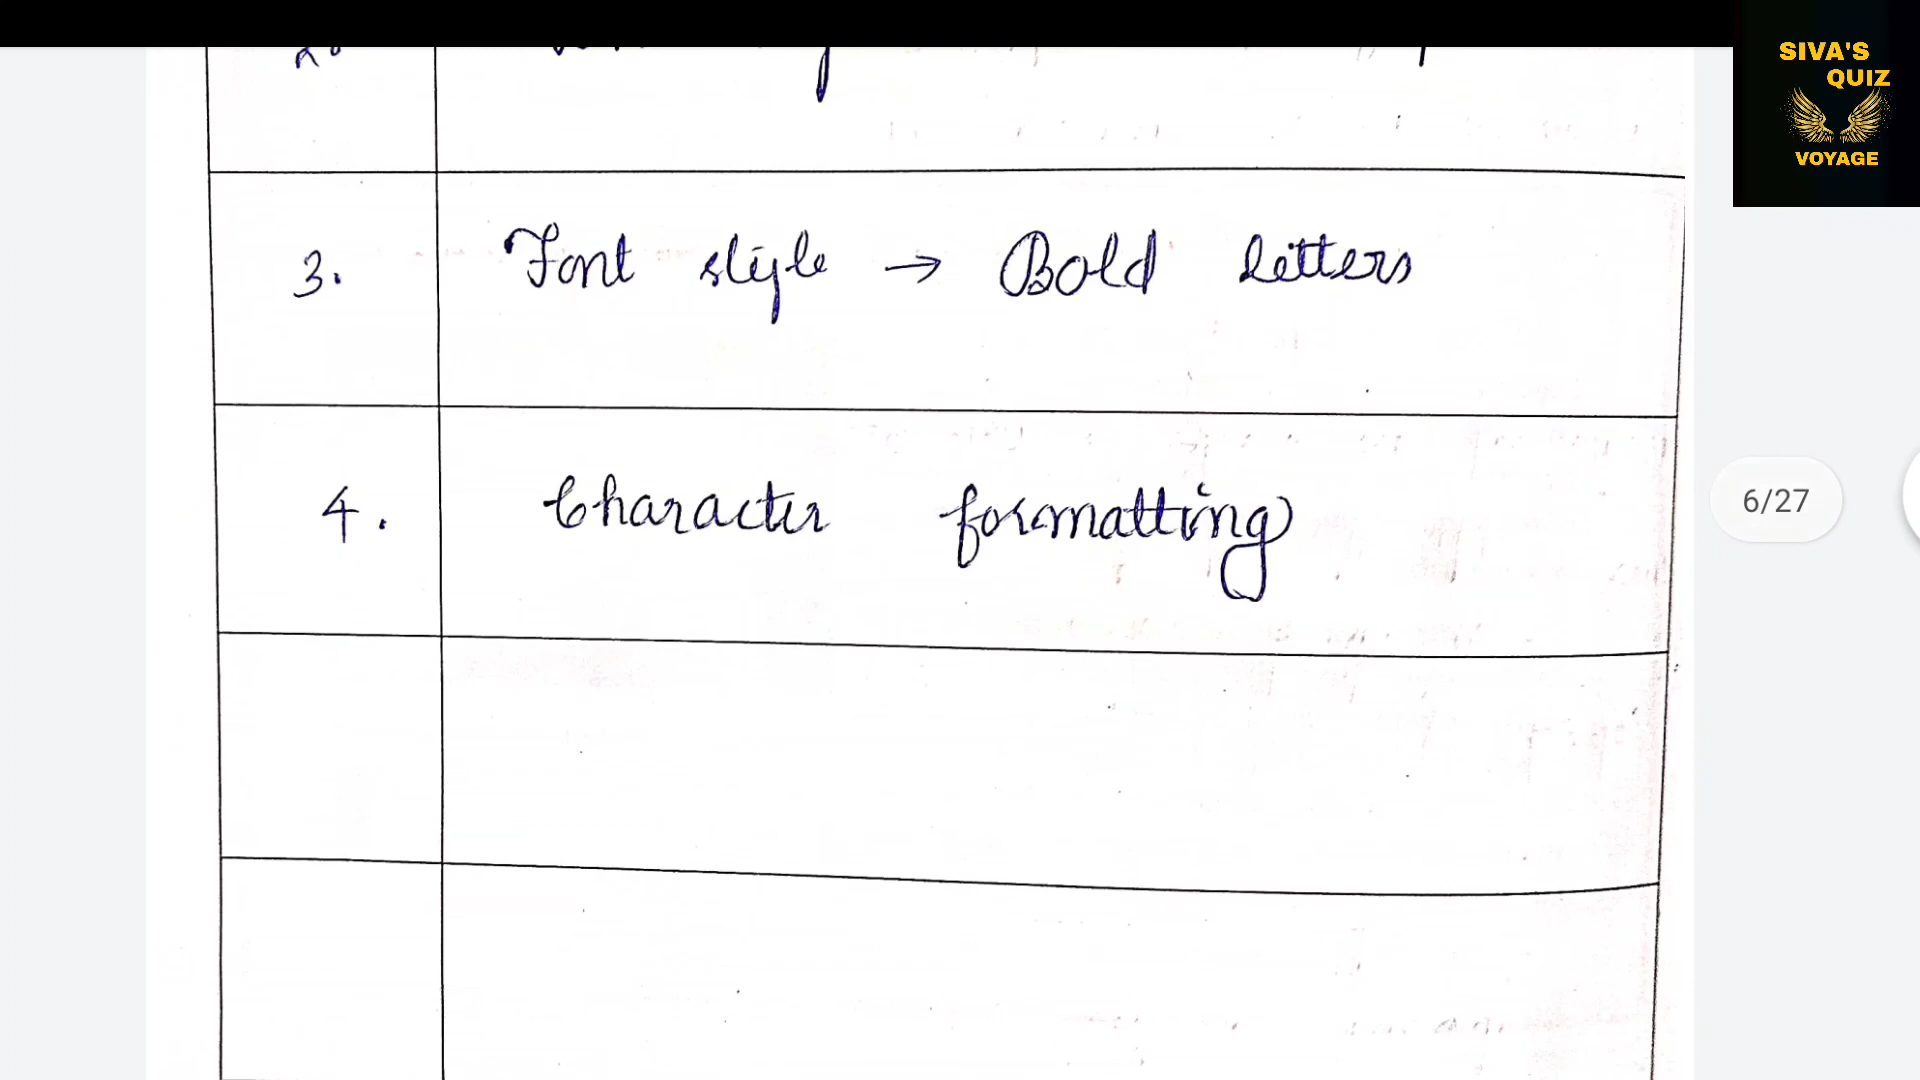 SIVA'S
QUIZ
VOYAGE
3. Font style → Bold letters
6/27
4. Character formatting